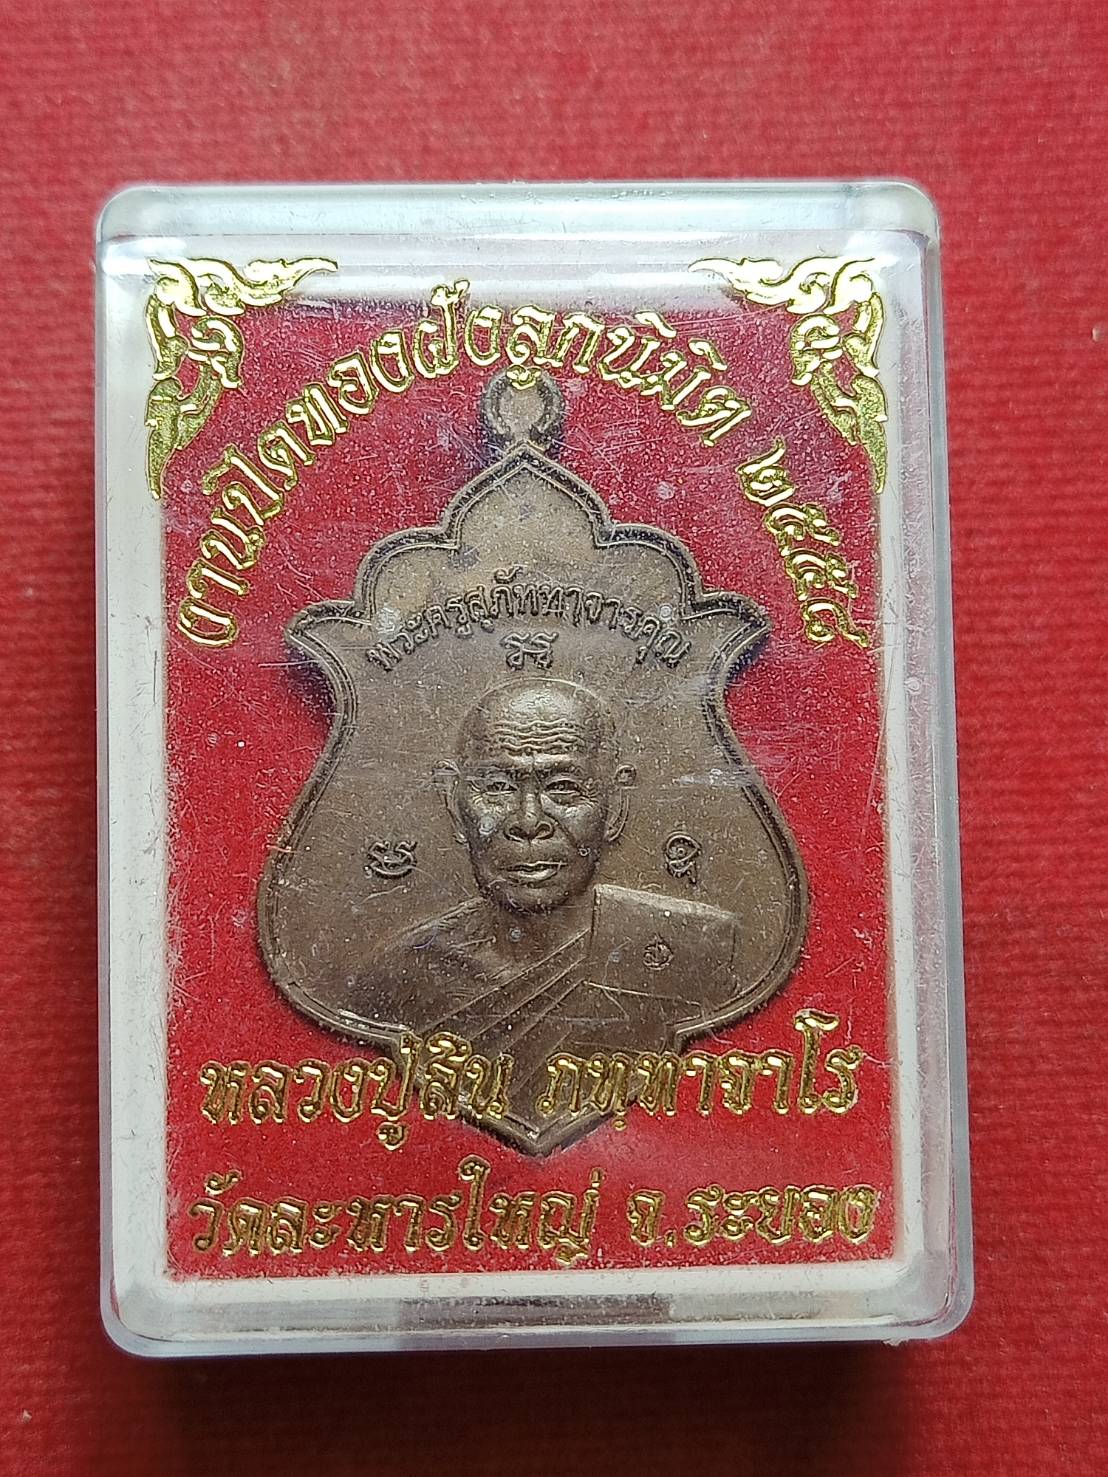 งานปิดทองฝังลูกนิมิต ๒๕๕๘
พระครูสุภัททาจารคุณ
หลวงปู่สิน ภทฺทาจาโร
วัดละหารใหญ่ จ.ระยอง